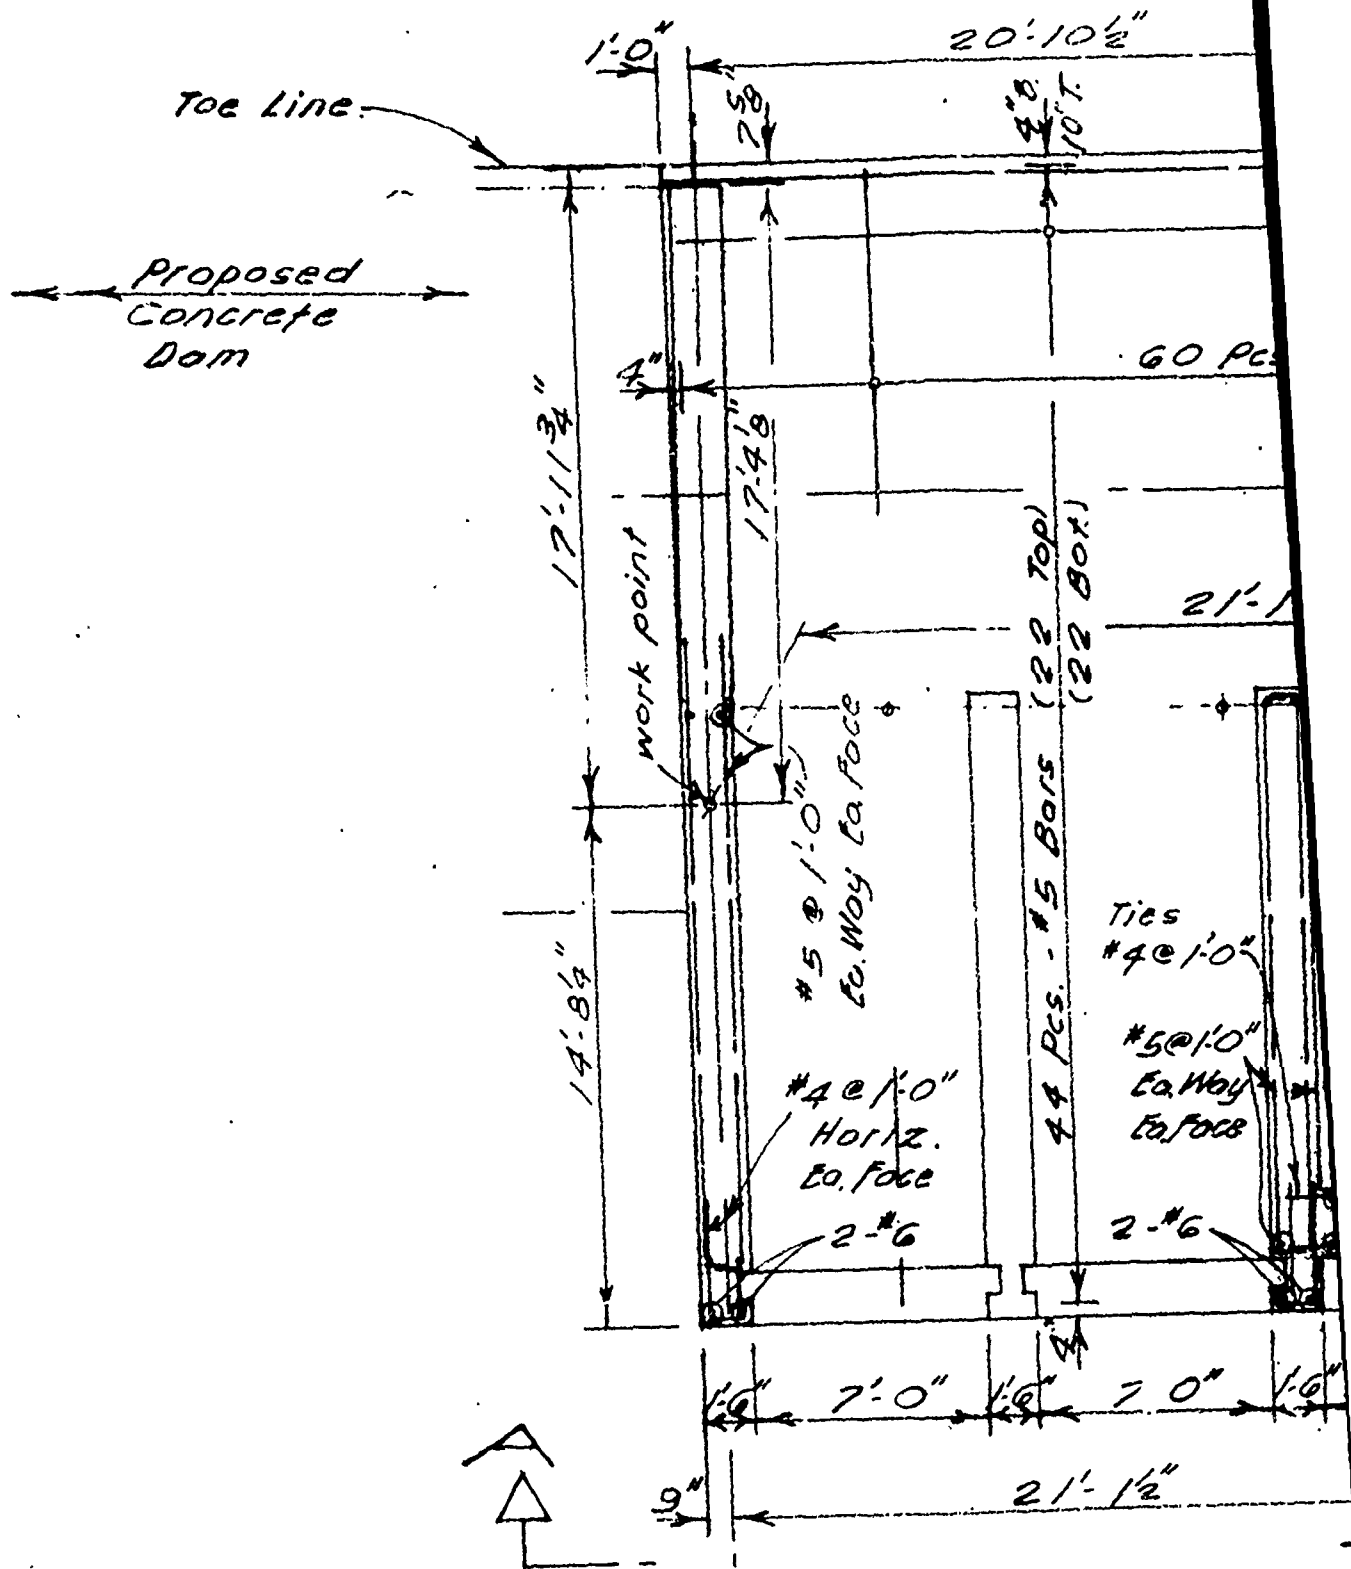 1'-0"
20'-10½"
Toe Line
7⅝"
4" B.
10" T.
Proposed
Concrete
Dam
4"
60 Pcs
17'-11¾"
17'-4⅛"
work point
(22 Top)
(22 Bot.)
21'-1
44 Pcs. - #5 Bars
#5 @ 1'-0"
Ea. Way Ea. Face
Ties
#4 @ 1'-0"
14'-8¼"
#5 @ 1'-0"
Ea. Way
Ea. Face
#4 @ 1'-0"
Horiz.
Ea. Face
2-#6
2-#6
4"
1'-6"
7'-0"
1'-6"
7 0"
1'-6"
A
9"
21'-1½"